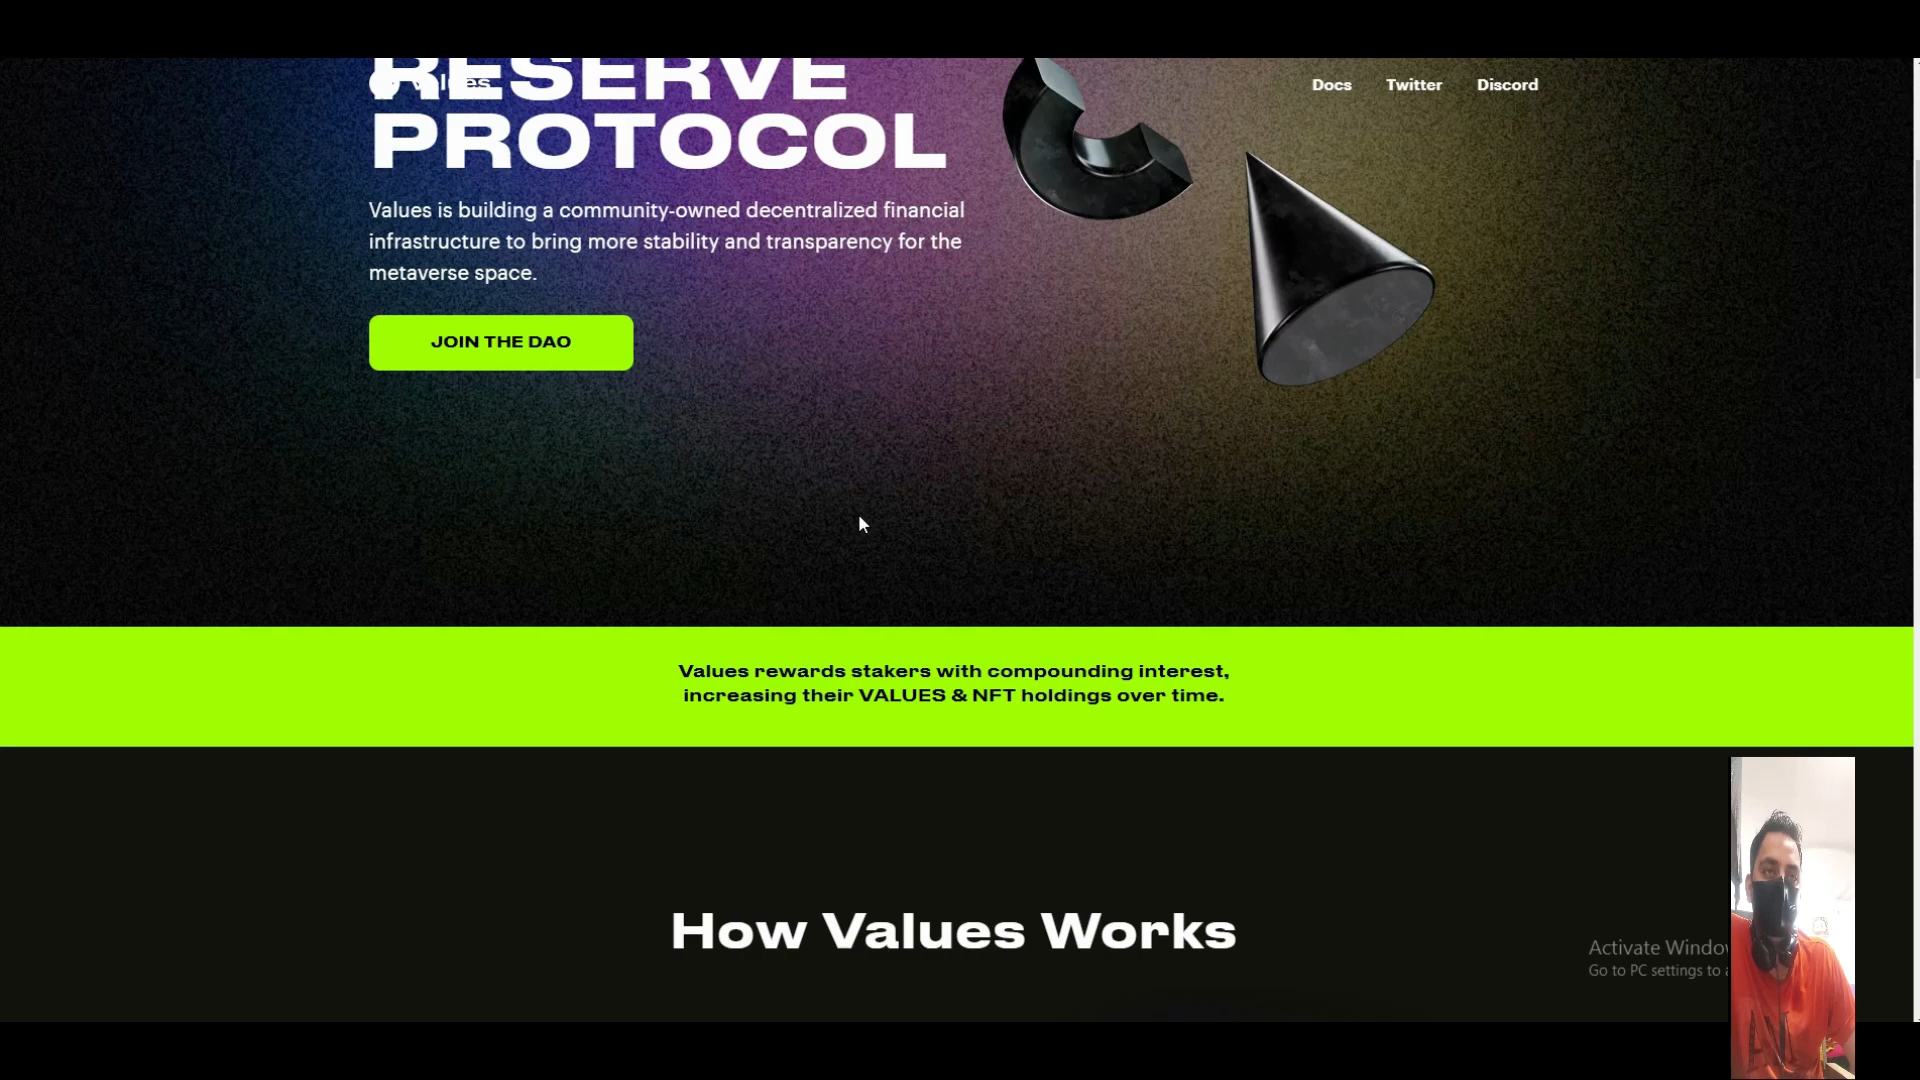 RESERVE
Values
Docs
Twitter
Discord
PROTOCOL
Values is building a community-owned decentralized financial
infrastructure to bring more stability and transparency for the
metaverse space.
JOIN THE DAO
Values rewards stakers with compounding interest,
increasing their VALUES & NFT holdings over time.
How Values Works
Activate Windo
Go to PC settings to a